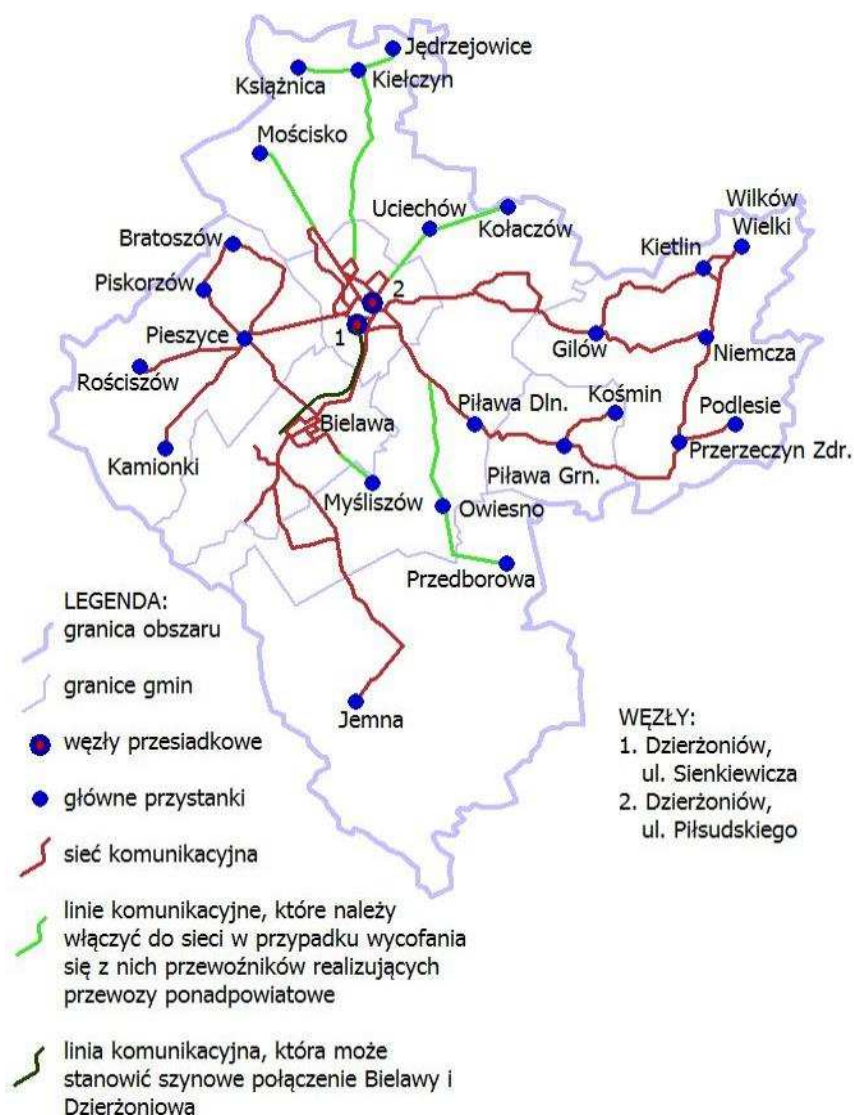 Jędrzejowice
Książnica
Kiełczyn
Mościsko
Wilków
Wielki
Uciechów
Kołaczów
Bratoszów
Kietlin
Piskorzów
2
Pieszyce
1
Gilów
Niemcza
Rościszów
Kośmin
Piława Dln.
Podlesie
Bielawa
Kamionki
Piława Grn.
Przerzeczyn Zdr.
Myśliszów
Owiesno
Przedborowa
Jemna
LEGENDA:
granica obszaru
granice gmin
węzły przesiadkowe
główne przystanki
sieć komunikacyjna
linie komunikacyjne, które należy
włączyć do sieci w przypadku wycofania
się z nich przewoźników realizujących
przewozy ponadpowiatowe
linia komunikacyjna, która może
stanowić szynowe połączenie Bielawy i
Dzierżoniowa
WĘZŁY:
1. Dzierżoniów,
ul. Sienkiewicza
2. Dzierżoniów,
ul. Piłsudskiego